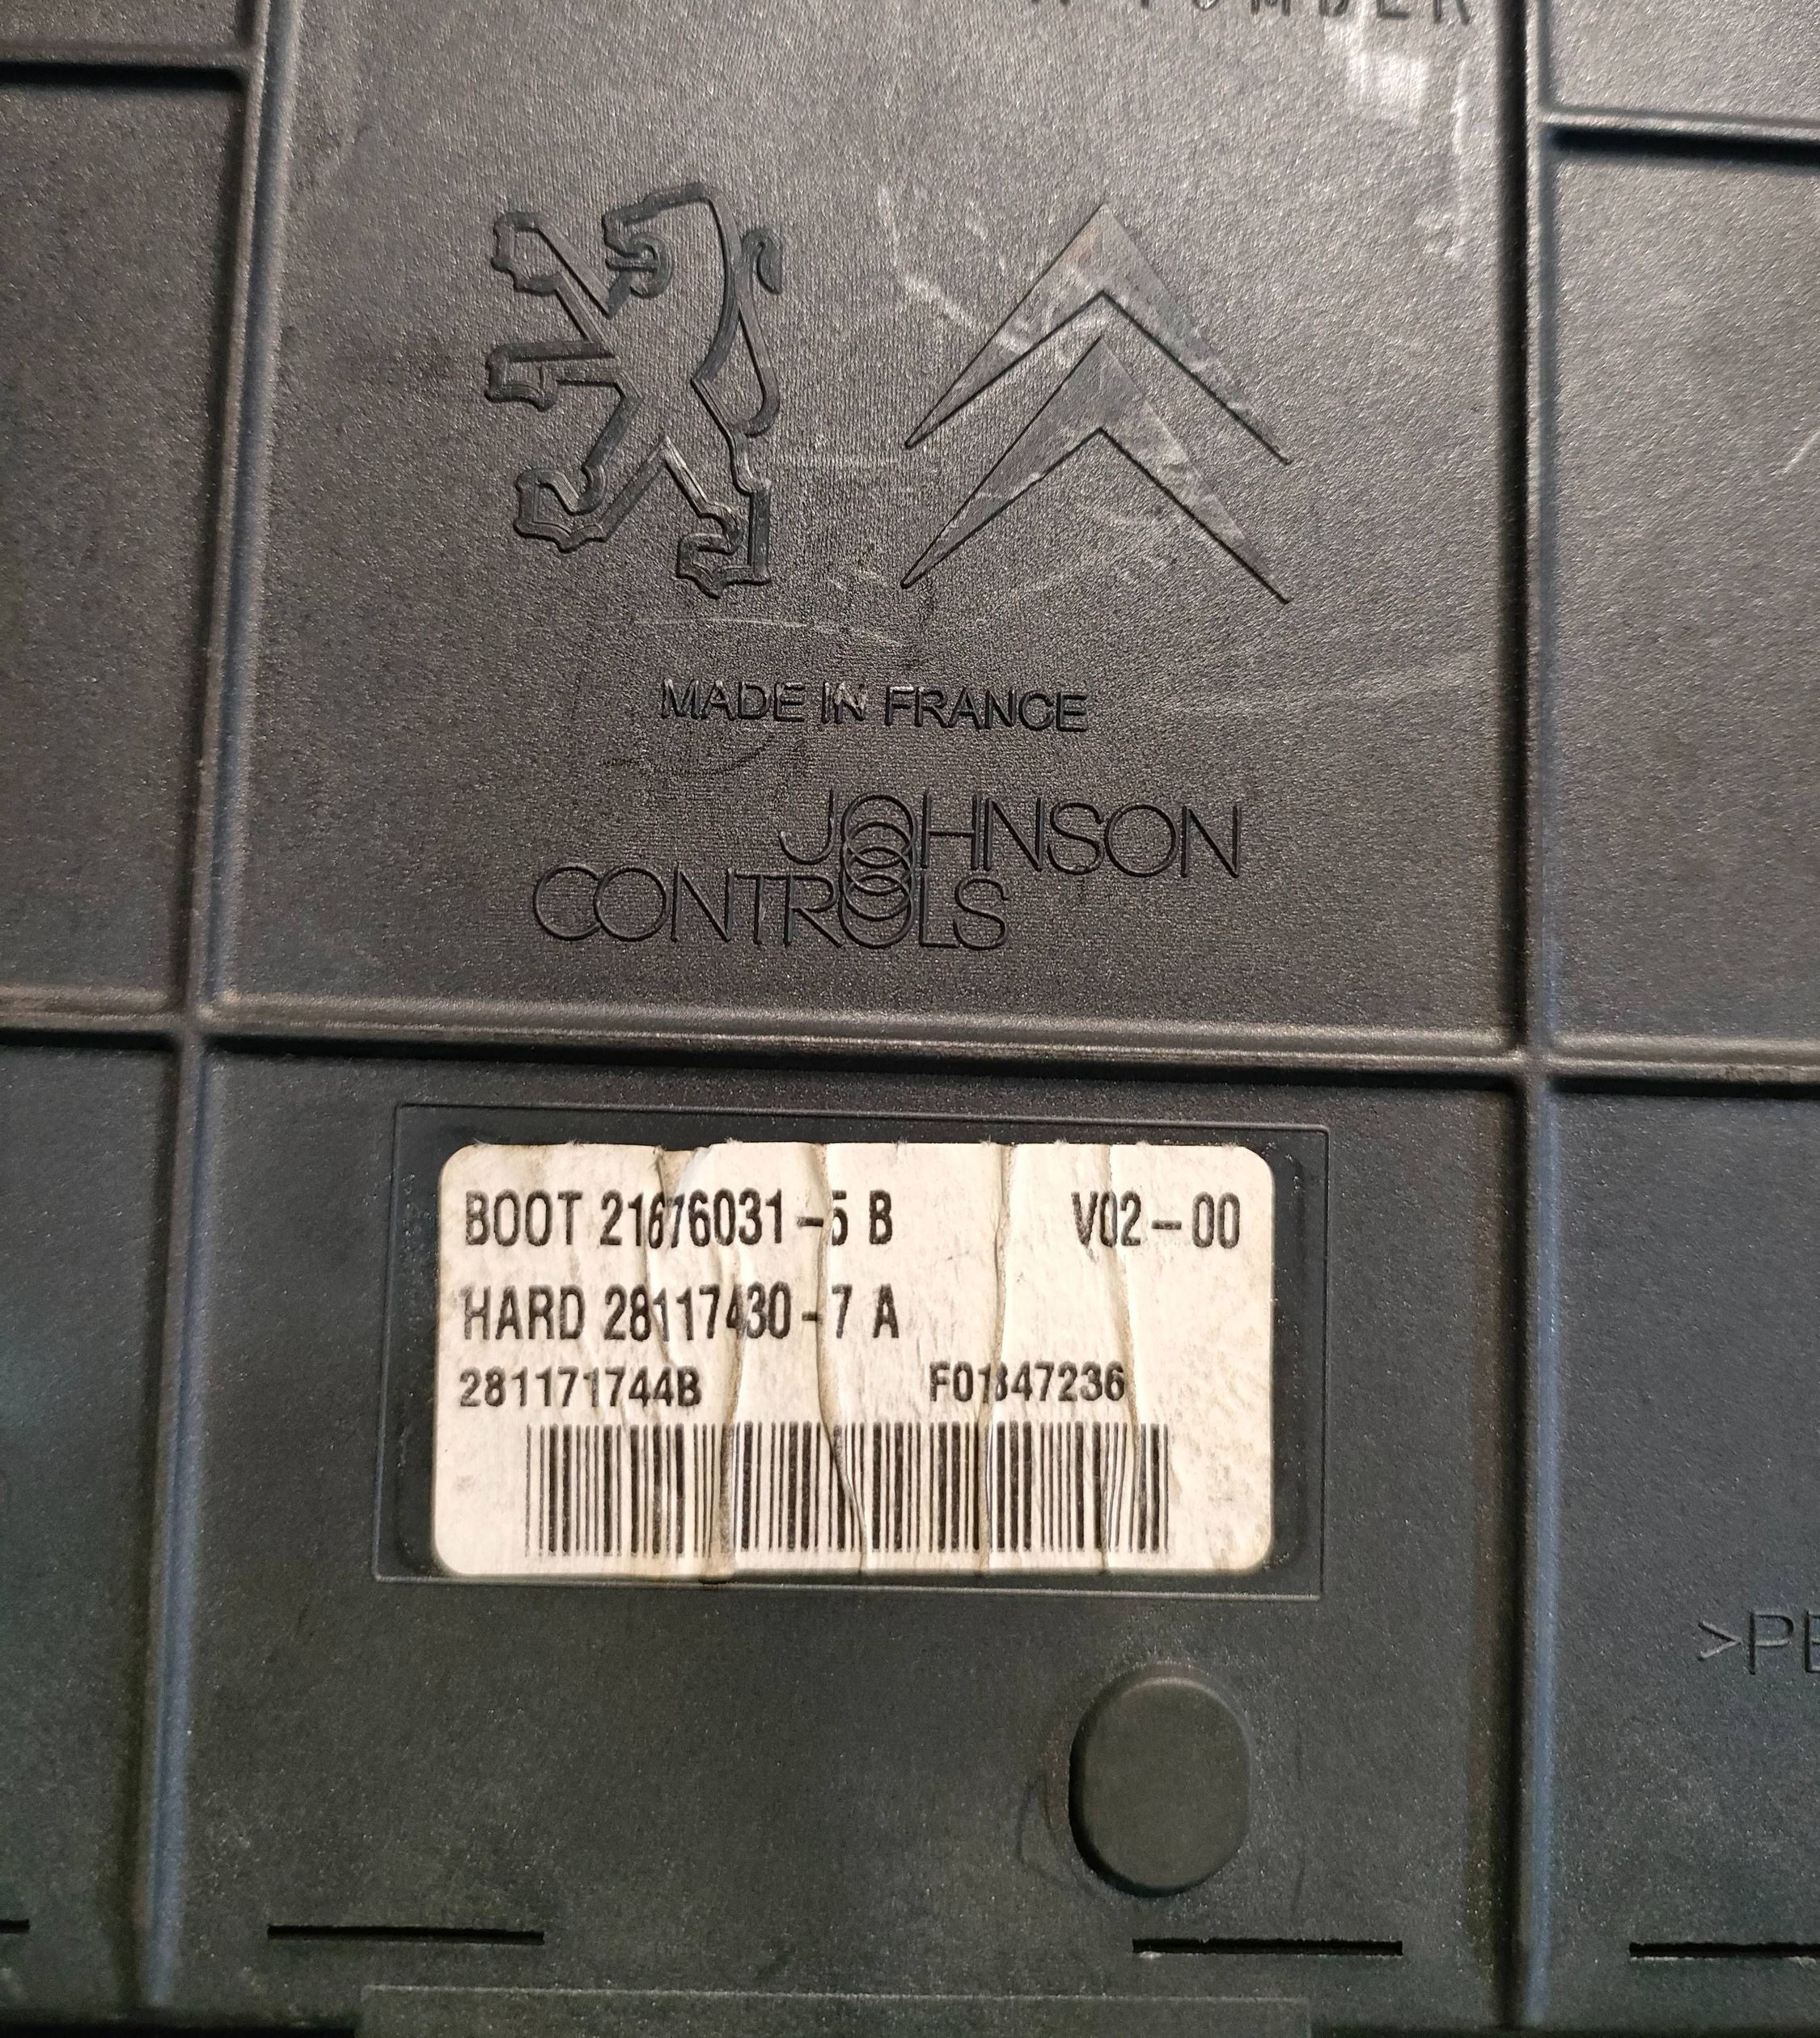 MADE IN FRANCE
JOHNSON
CONTROLS
BOOT 21676031-5 B V02-00
HARD 28117430-7 A
281171744B F01847236